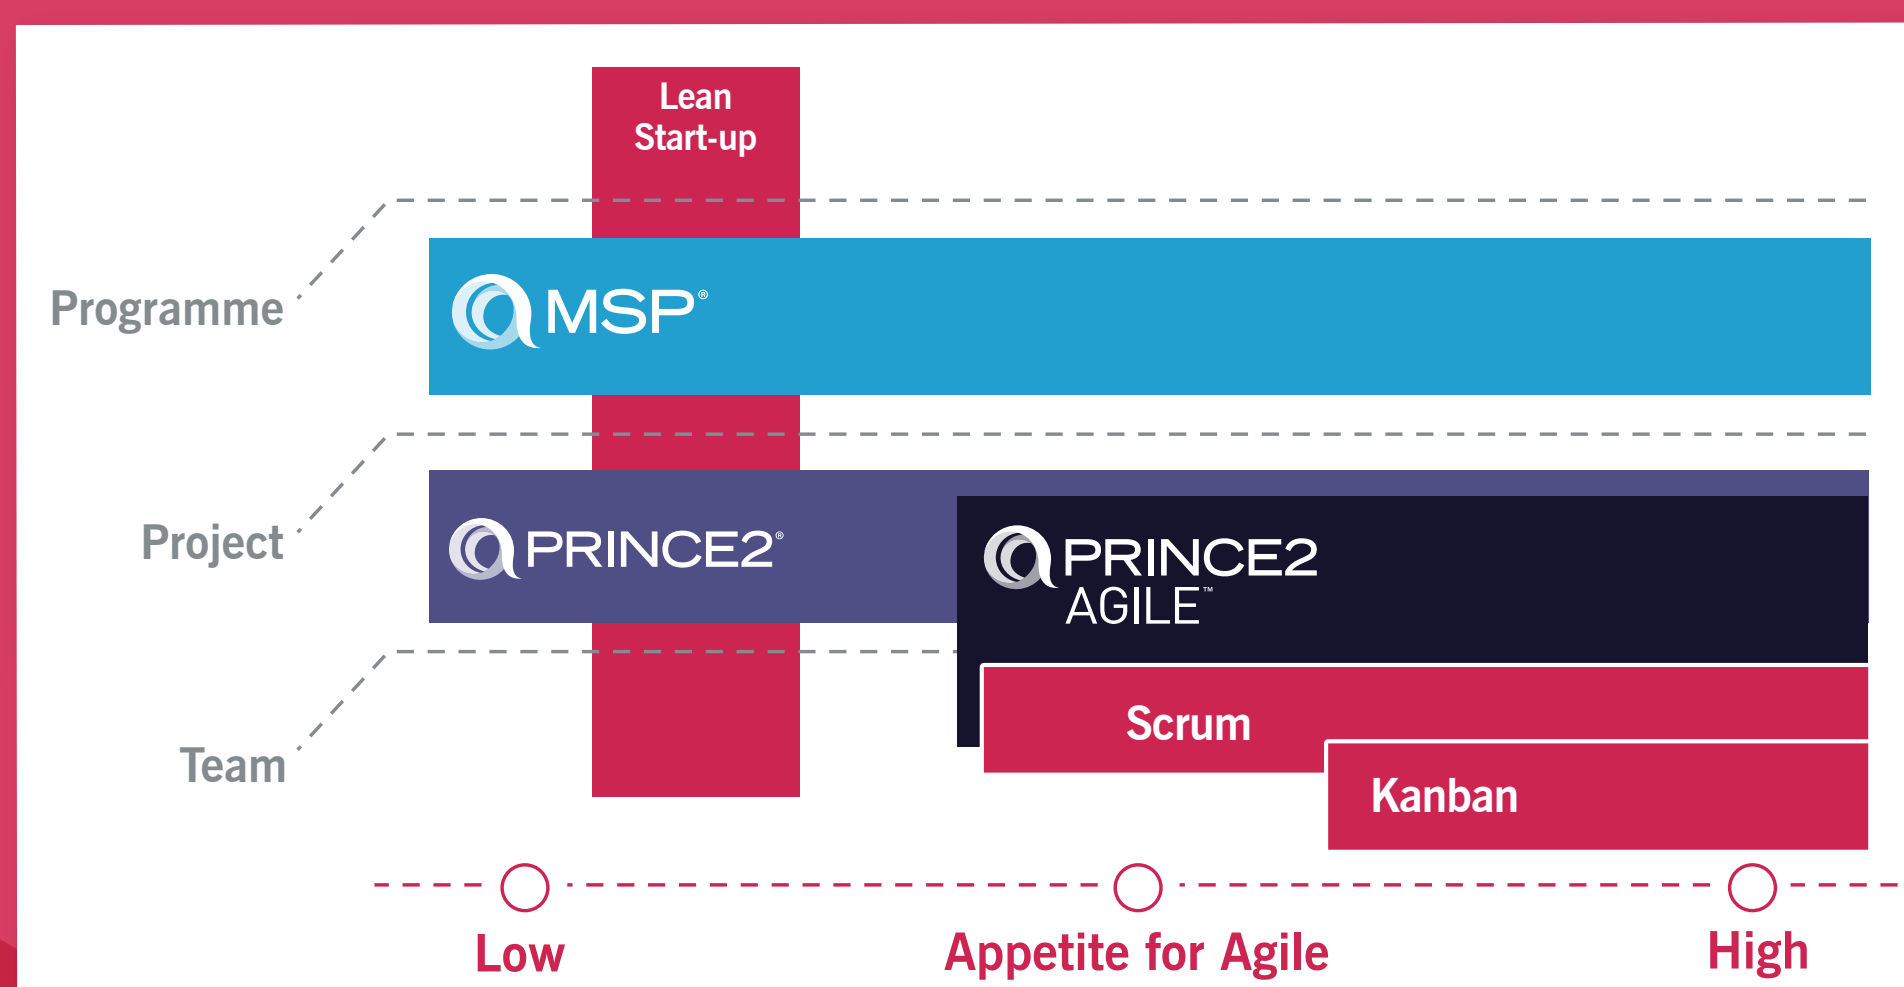 Lean
Start-up
Programme
MSP®
Project
PRINCE2®
PRINCE2
AGILE™
Team
Scrum
Kanban
Low
Appetite for Agile
High